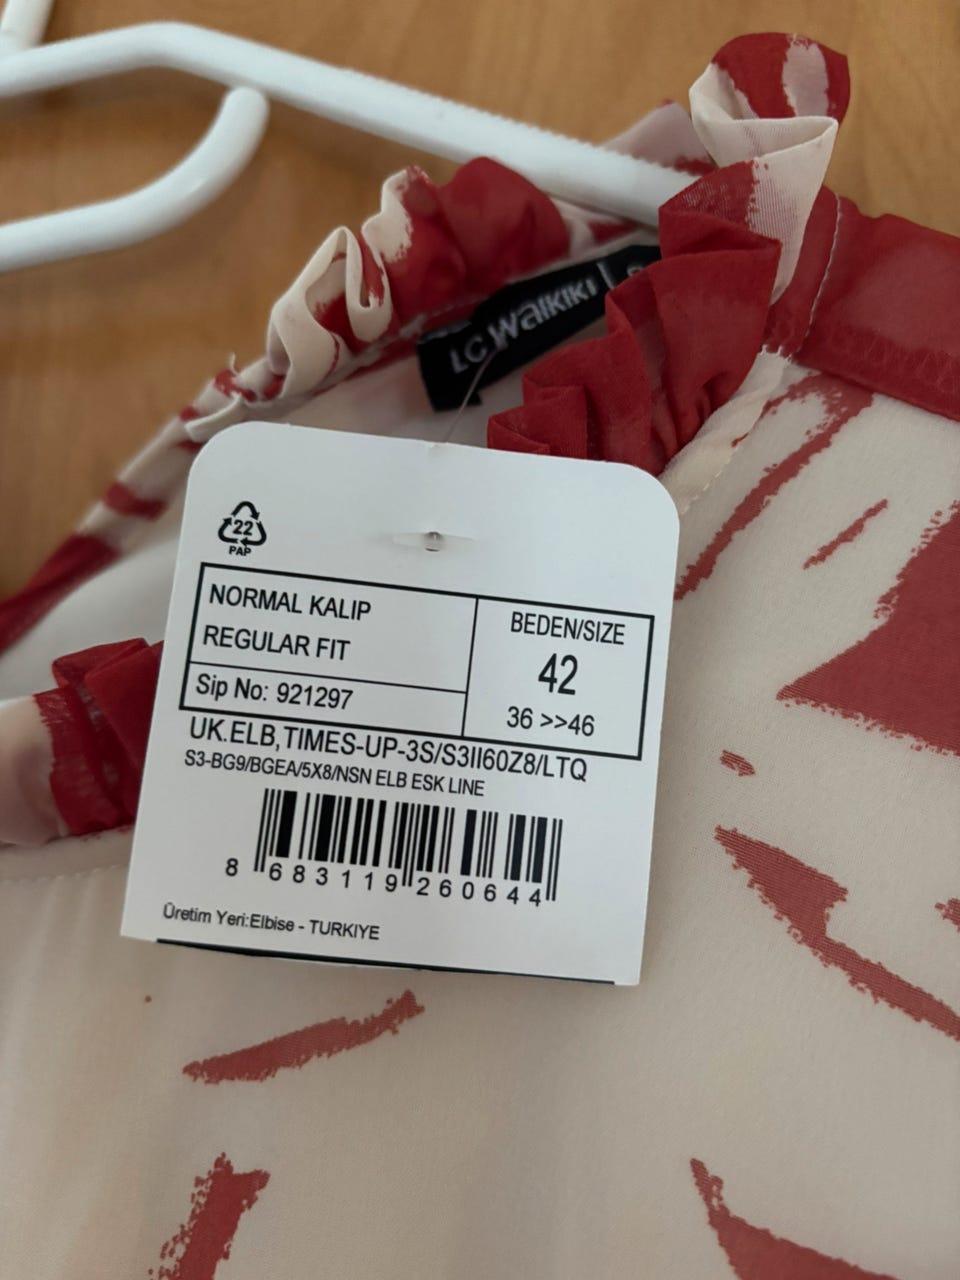 LC WAIKIKI
22
PAP
NORMAL KALIP
REGULAR FIT
Sip No: 921297
BEDEN/SIZE
42
36 >>46
UK.ELB,TIMES-UP-3S/S3II60Z8/LTQ
S3-BG9/BGEA/5X8/NSN ELB ESK LINE
8 683119 260644
Üretim Yeri:Elbise - TURKIYE